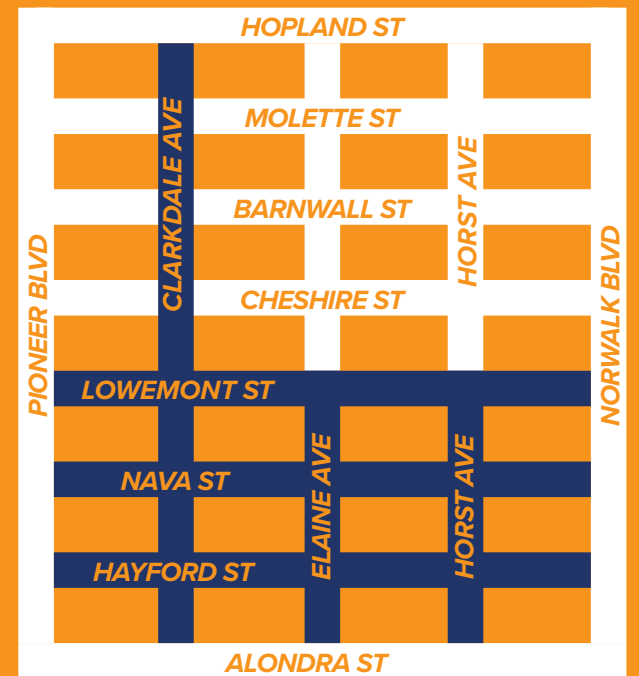 HOPLAND ST
MOLETTE ST
CLARKDALE AVE
HORST AVE
BARNWALL ST
PIONEER BLVD
NORWALK BLVD
CHESHIRE ST
LOWEMONT ST
ELAINE AVE
HORST AVE
NAVA ST
HAYFORD ST
ALONDRA ST